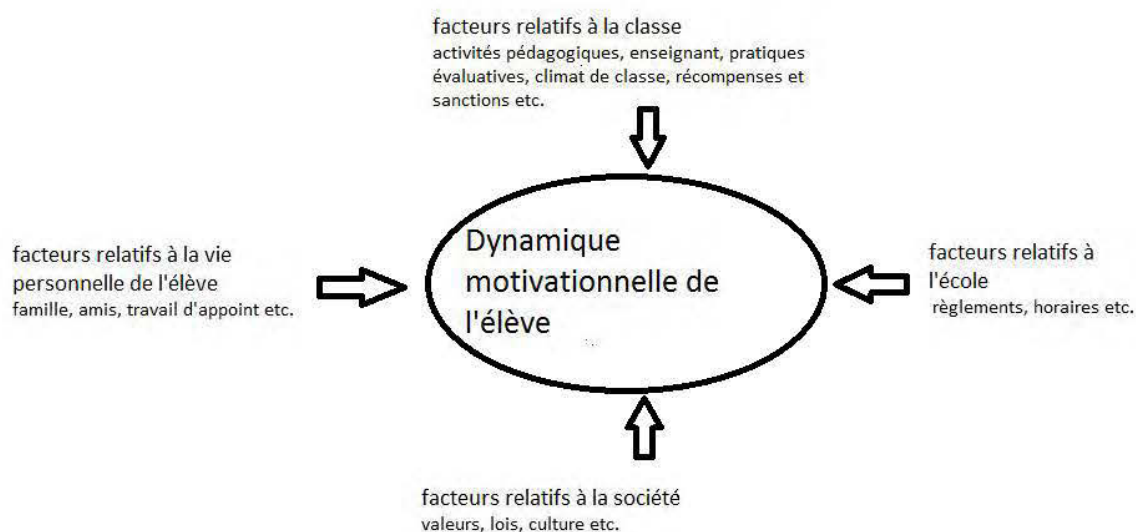 facteurs relatifs à la classe
activités pédagogiques, enseignant, pratiques
évaluatives, climat de classe, récompenses et
sanctions etc.
facteurs relatifs à la vie
personnelle de l'élève
famille, amis, travail d'appoint etc.
Dynamique
motivationnelle de
l'élève
facteurs relatifs à
l'école
règlements, horaires etc.
facteurs relatifs à la société
valeurs, lois, culture etc.